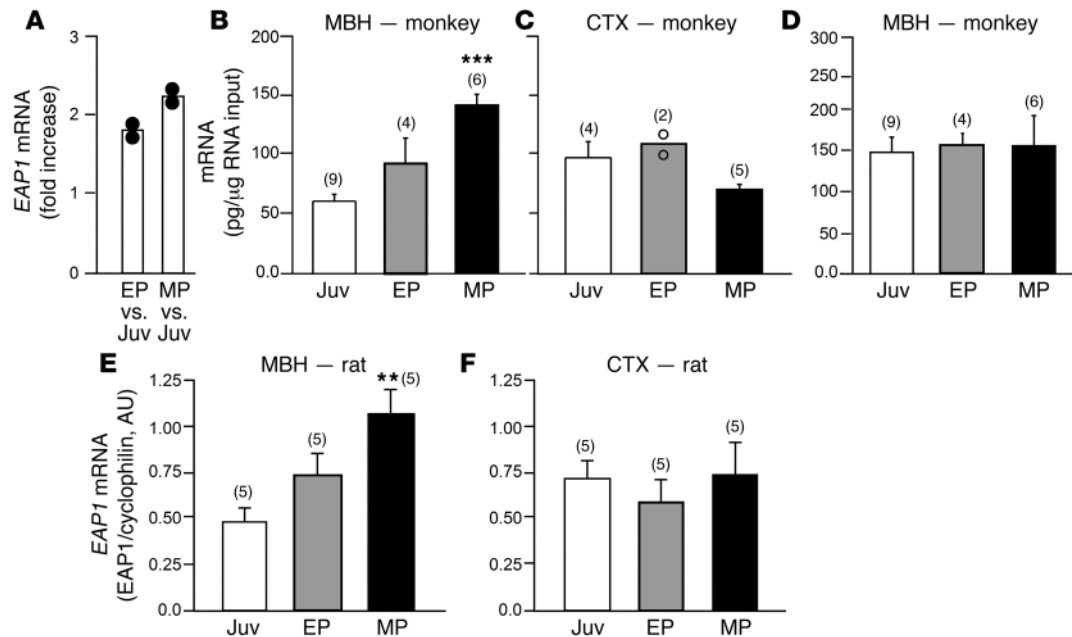 A
EAP1 mRNA
(fold increase)
3
2
1
0
EP
vs.
Juv
MP
vs.
Juv
B
MBH — monkey
mRNA
(pg/μg RNA input)
200
150
100
50
0.0
(9)
(4)
***
(6)
Juv
EP
MP
C
CTX — monkey
(4)
(2)
(5)
Juv
EP
MP
D
MBH — monkey
300
250
200
150
100
50
0.0
(9)
(4)
(6)
Juv
EP
MP
E
MBH — rat
EAP1 mRNA
(EAP1/cyclophilin, AU)
1.25
1.00
0.75
0.50
0.25
0.0
(5)
(5)
**(5)
Juv
EP
MP
F
CTX — rat
1.25
1.00
0.75
0.50
0.25
0.0
(5)
(5)
(5)
Juv
EP
MP